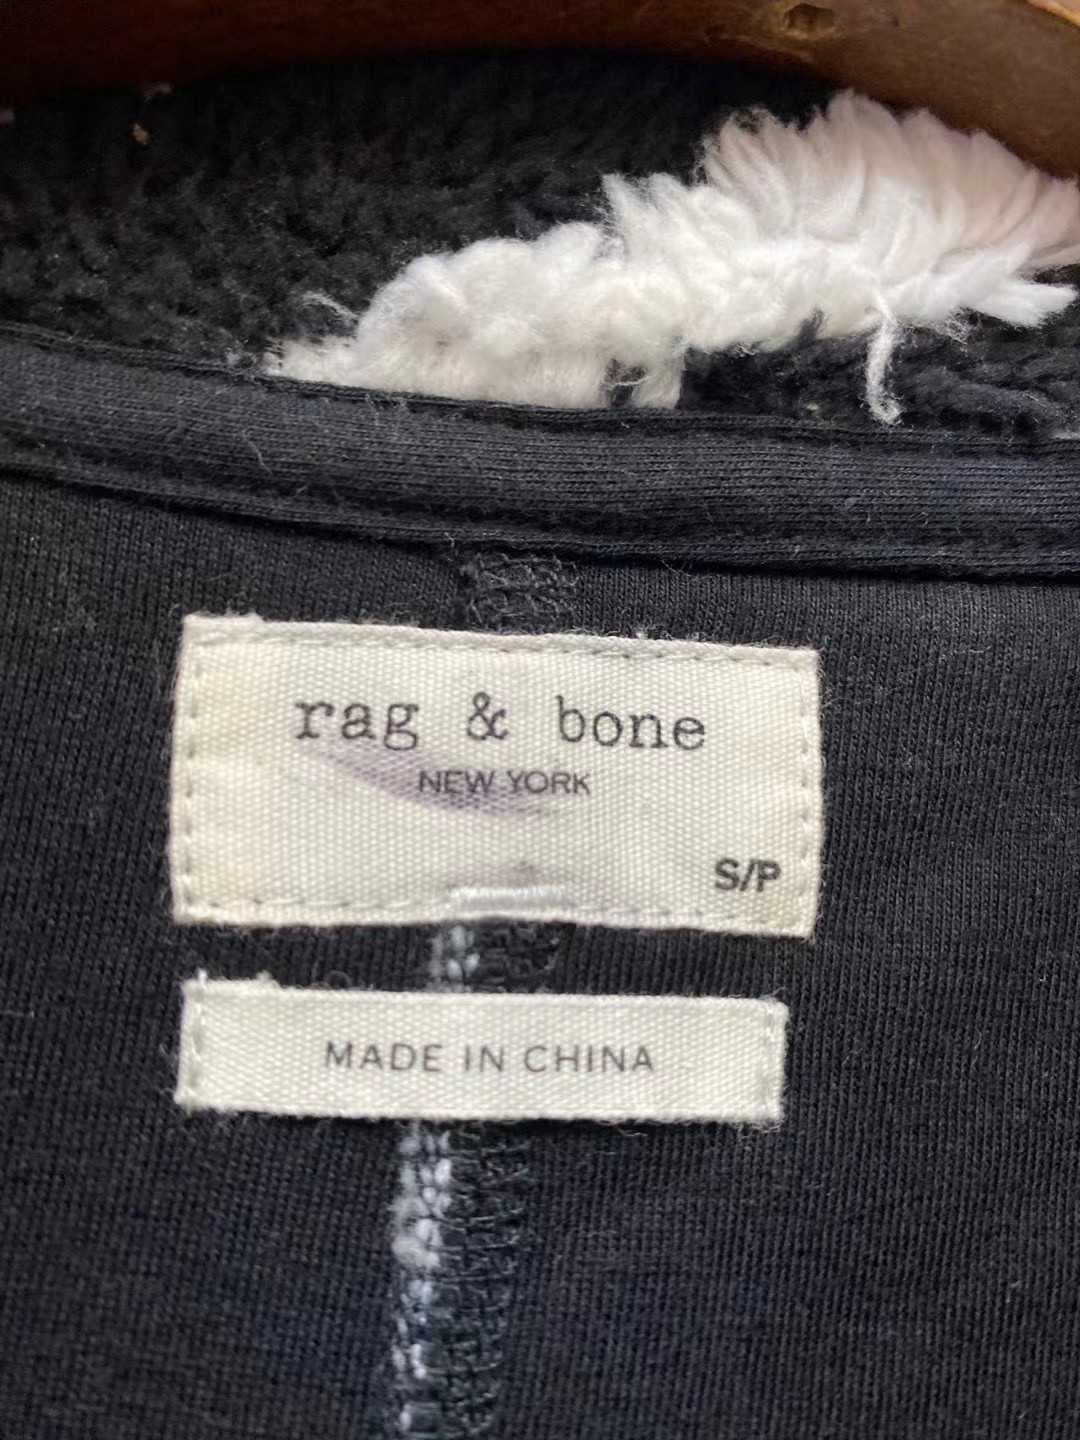 rag & bone
NEW YORK
S/P
MADE IN CHINA